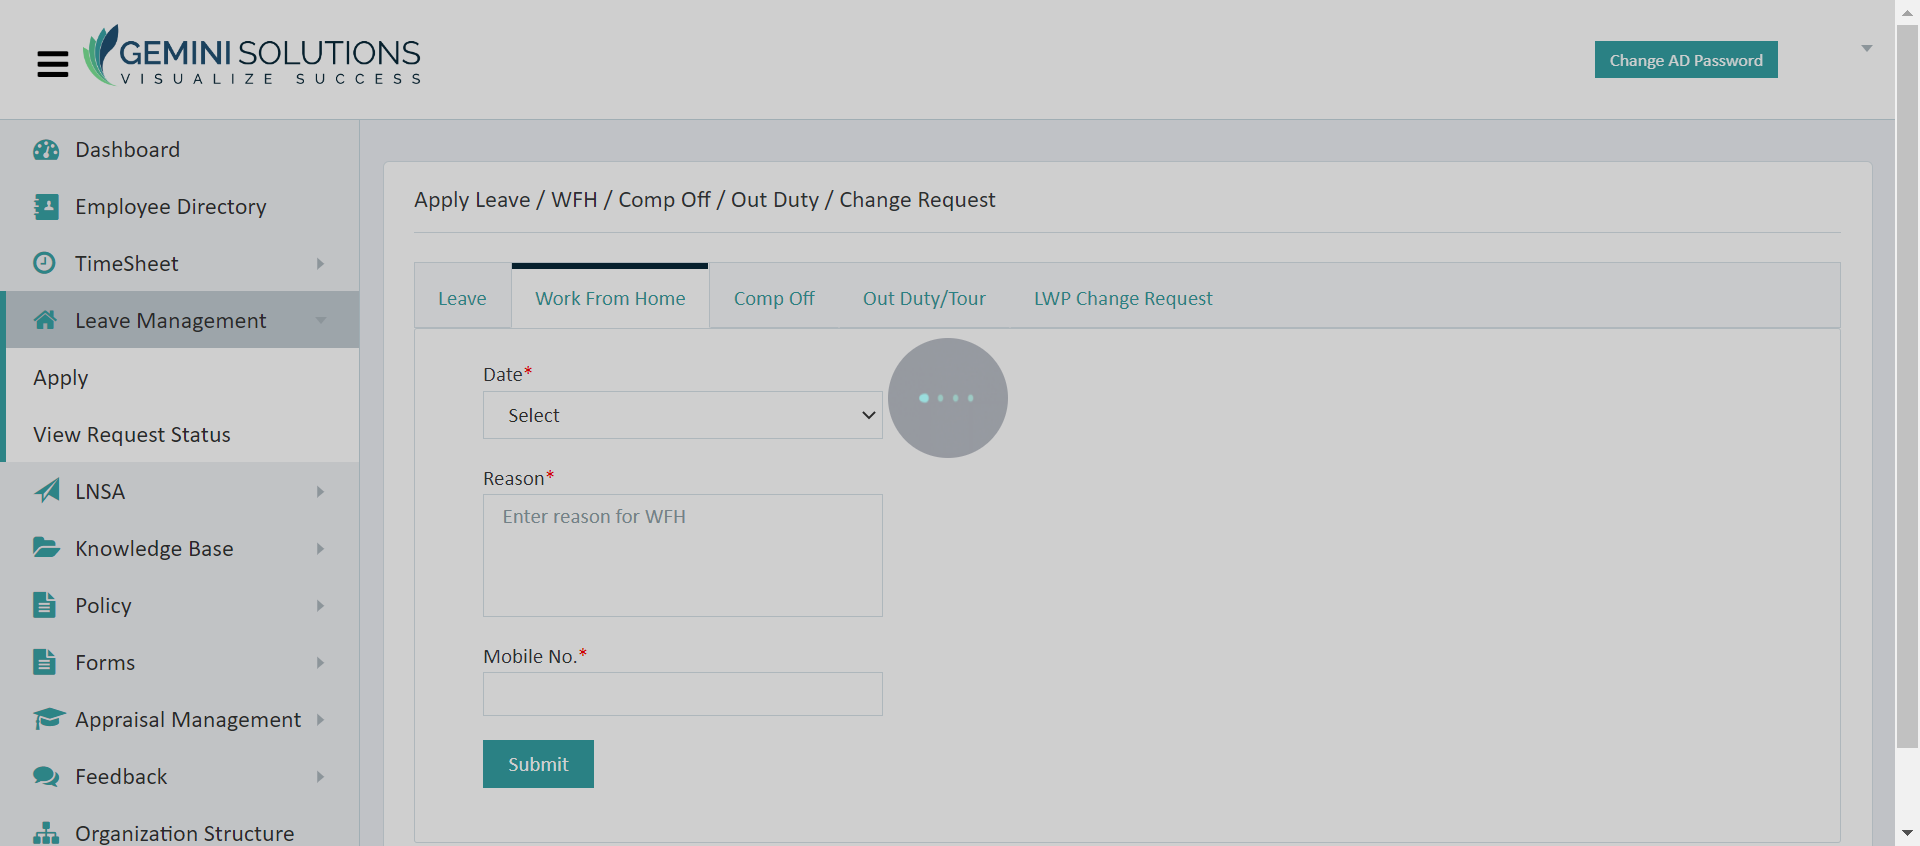 GEMINI SOLUTIONS
VISUALIZE SUCCESS
Change AD Password
Dashboard
Employee Directory
TimeSheet
Leave Management
Apply
View Request Status
LNSA
Knowledge Base
Policy
Forms
Appraisal Management
Feedback
Organization Structure
Apply Leave / WFH / Comp Off / Out Duty / Change Request
Leave Work From Home Comp Off Out Duty/Tour LWP Change Request
Date*
Select
Reason*
Enter reason for WFH
Mobile No.*
Submit